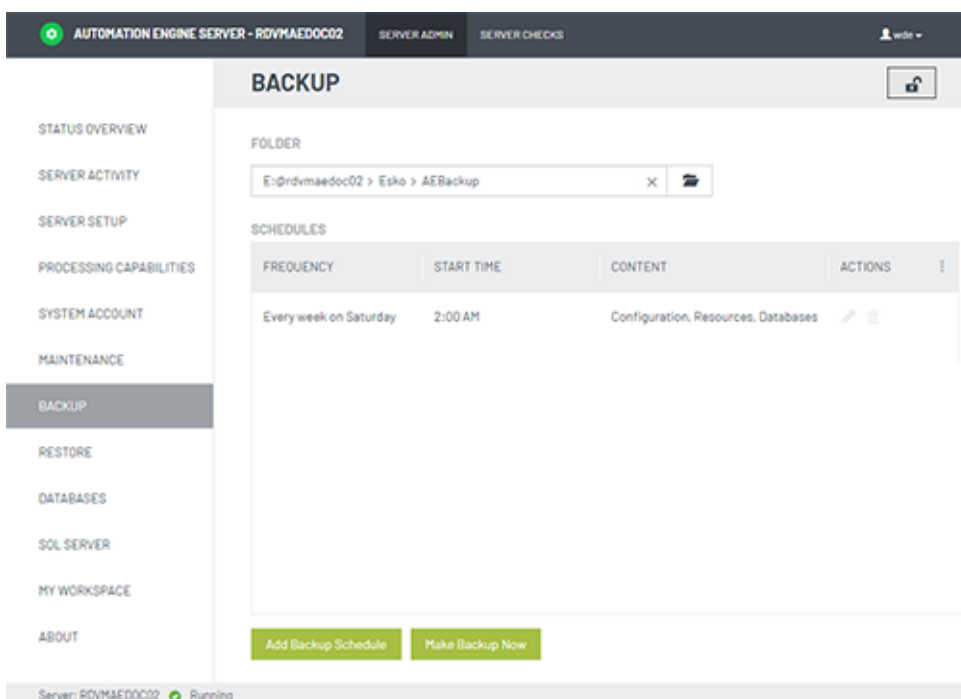 AUTOMATION ENGINE SERVER - RDVMAEDOC02
SERVER ADMIN
SERVER CHECKS
wde
BACKUP
STATUS OVERVIEW
SERVER ACTIVITY
SERVER SETUP
PROCESSING CAPABILITIES
SYSTEM ACCOUNT
MAINTENANCE
BACKUP
RESTORE
DATABASES
SQL SERVER
MY WORKSPACE
ABOUT
FOLDER
E:@rdvmaedoc02 > Esko > AEBackup
SCHEDULES
FREQUENCY START TIME CONTENT ACTIONS
Every week on Saturday 2:00 AM Configuration, Resources, Databases
Add Backup Schedule
Make Backup Now
Server: RDVMAEDOC02 Running